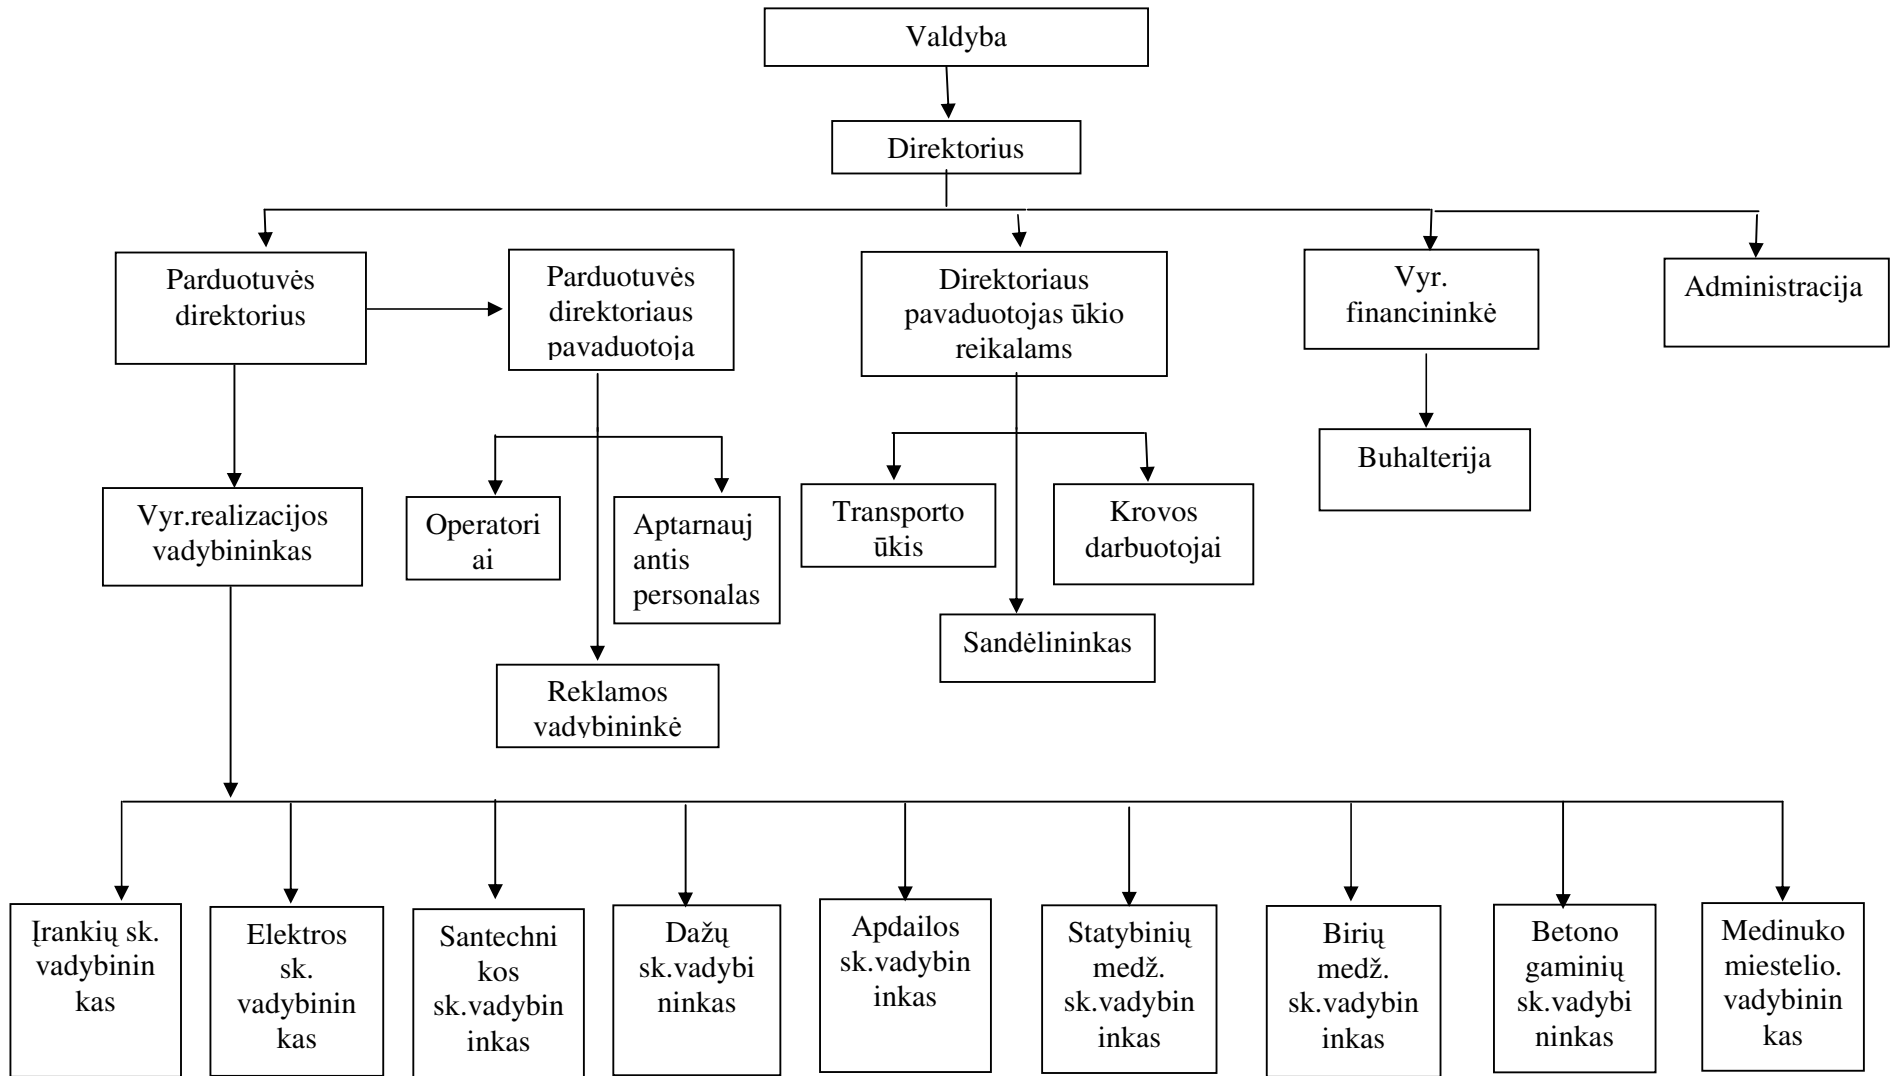 Valdyba
Direktorius
Parduotuvės
direktorius
Parduotuvės
direktoriaus
pavaduotoja
Direktoriaus
pavaduotojas ūkio
reikalams
Vyr.
financininkė
Administracija
Buhalterija
Vyr.realizacijos
vadybininkas
Operatori
ai
Aptarnauj
antis
personalas
Transporto
ūkis
Krovos
darbuotojai
Sandėlininkas
Reklamos
vadybininkė
Įrankių sk.
vadybinin
kas
Elektros
sk.
vadybinin
kas
Santechni
kos
sk.vadybin
inkas
Dažų
sk.vadybi
ninkas
Apdailos
sk.vadybin
inkas
Statybinių
medž.
sk.vadybin
inkas
Birių
medž.
sk.vadybin
inkas
Betono
gaminių
sk.vadybi
ninkas
Medinuko
miestelio.
vadybinin
kas